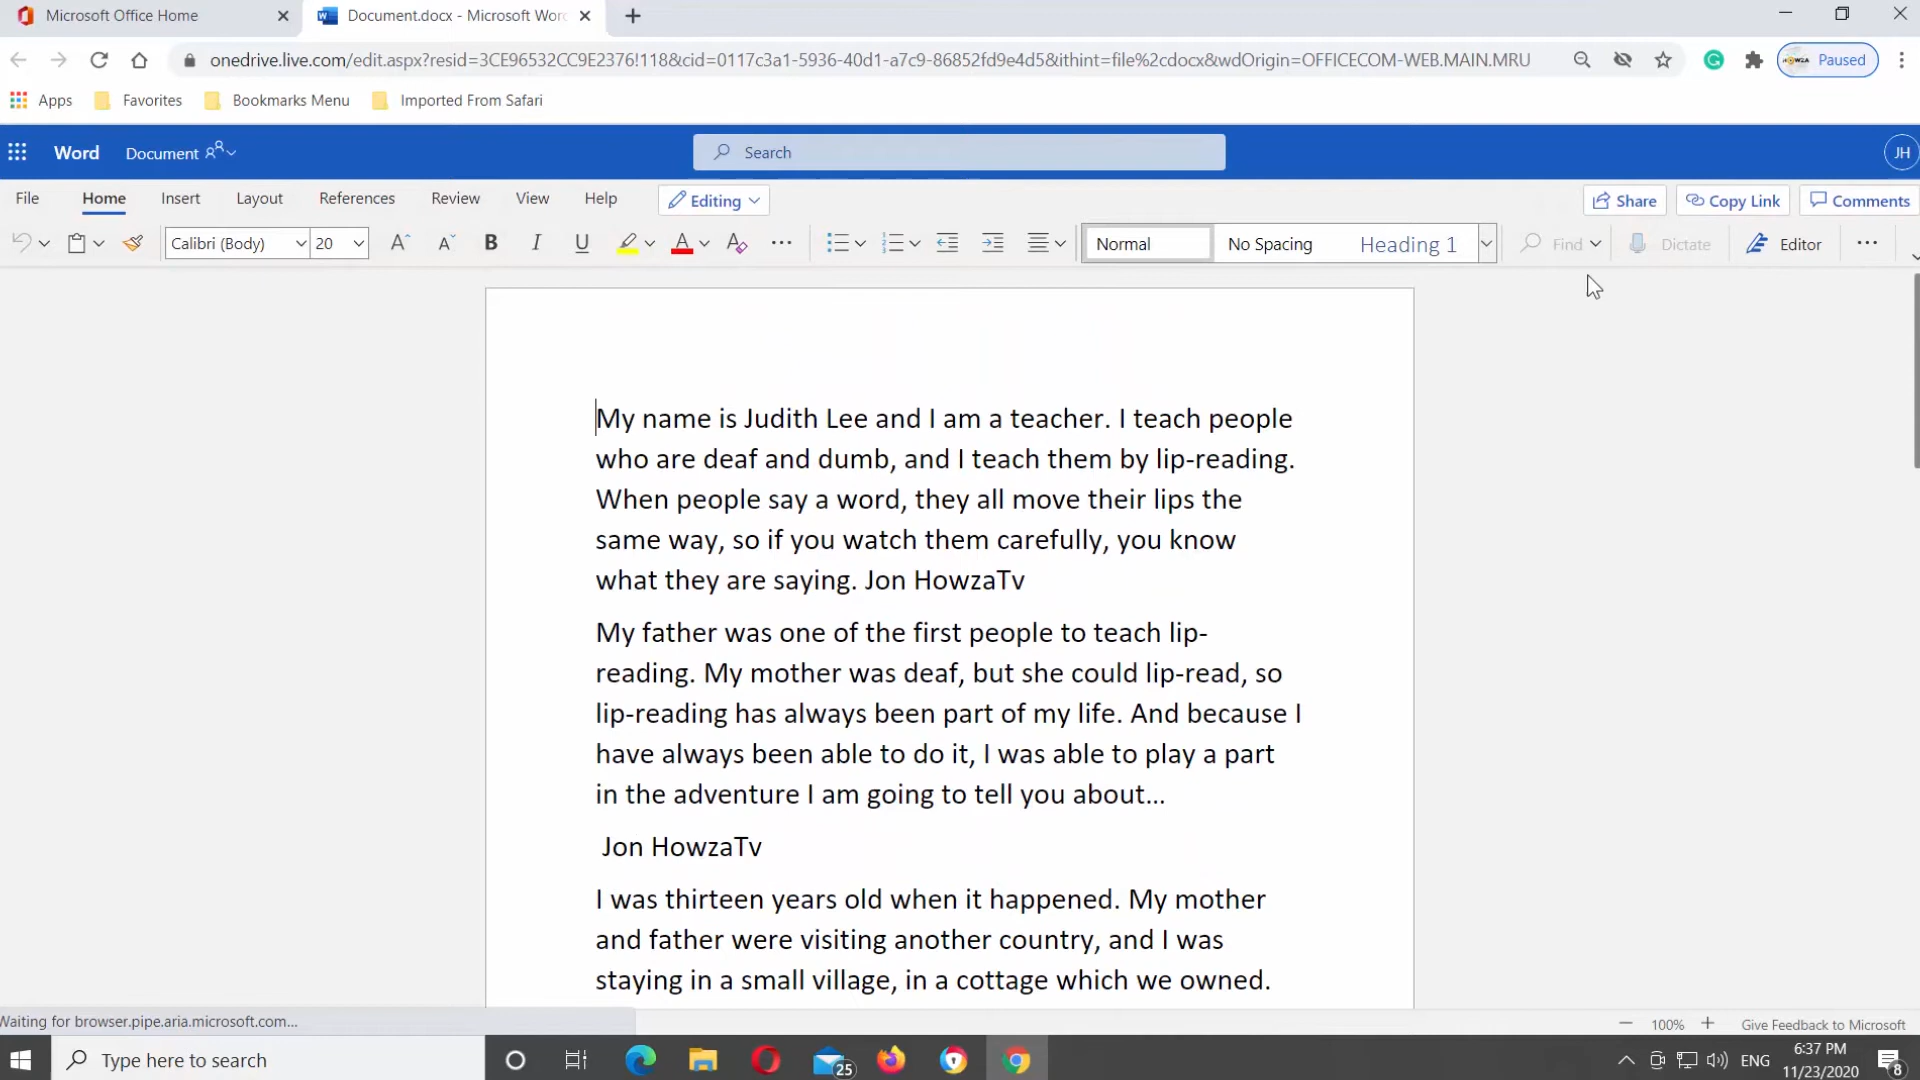 Microsoft Office Home
Document.docx - Microsoft Word
onedrive.live.com/edit.aspx?resid=3CE96532CC9E2376!118&cid=0117c3a1-5936-40d1-a7c9-86852fd9e4d5&ithint=file%2cdocx&wdOrigin=OFFICECOM-WEB.MAIN.MRU
Paused
Apps Favorites Bookmarks Menu Imported From Safari
Word Document Search JH
File Home Insert Layout References Review View Help Editing Share Copy Link Comments
Calibri (Body) 20 A A B I U A A Normal No Spacing Heading 1 Find Dictate Editor
My name is Judith Lee and I am a teacher. I teach people
who are deaf and dumb, and I teach them by lip-reading.
When people say a word, they all move their lips the
same way, so if you watch them carefully, you know
what they are saying. Jon HowzaTv
My father was one of the first people to teach lip-
reading. My mother was deaf, but she could lip-read, so
lip-reading has always been part of my life. And because I
have always been able to do it, I was able to play a part
in the adventure I am going to tell you about...
Jon HowzaTv
I was thirteen years old when it happened. My mother
and father were visiting another country, and I was
staying in a small village, in a cottage which we owned.
Waiting for browser.pipe.aria.microsoft.com...
100% Give Feedback to Microsoft
Type here to search
25
ENG
6:37 PM
11/23/2020
8